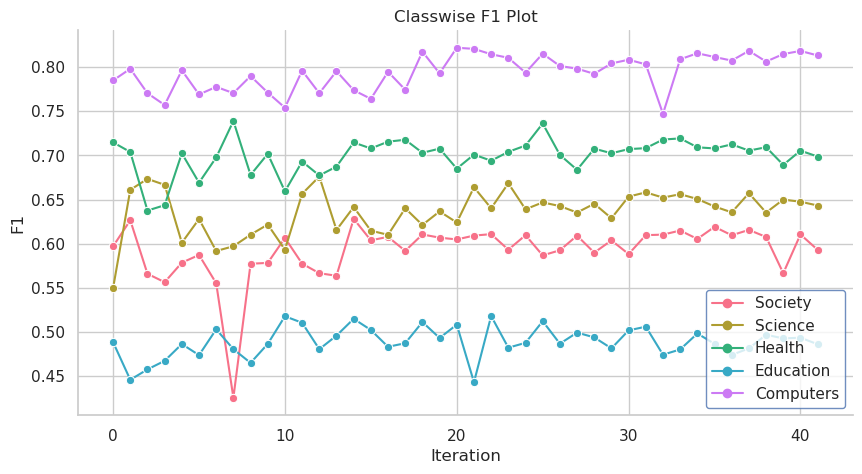 Classwise F1 Plot
0.80
0.75
0.70
0.65
0.60
0.55
0.50
0.45
F1
0 10 20 30 40
Iteration
Society
Science
Health
Education
Computers